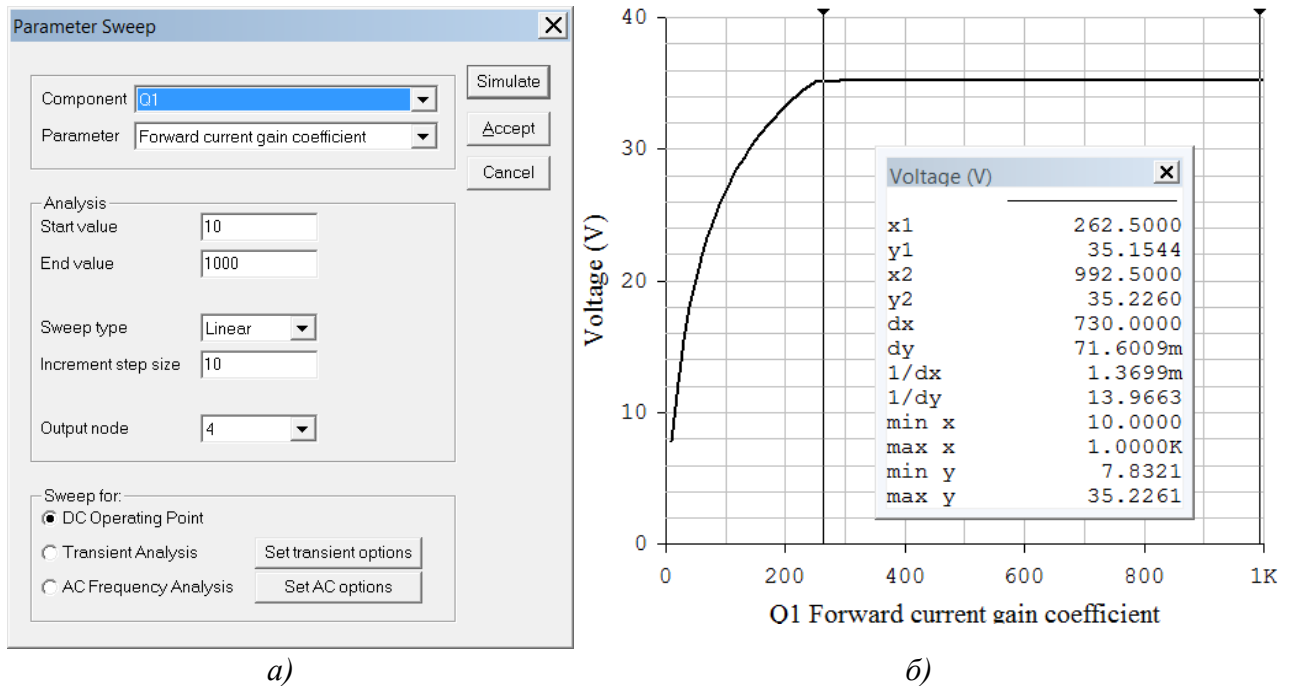 Parameter Sweep
Component Q1
Parameter Forward current gain coefficient
Simulate
Accept
Cancel
Analysis
Start value 10
End value 1000
Sweep type Linear
Increment step size 10
Output node 4
Sweep for:
DC Operating Point
Transient Analysis Set transient options
AC Frequency Analysis Set AC options
а)
40
30
20
10
0
Voltage (V)
0 200 400 600 800 1K
Q1 Forward current gain coefficient
Voltage (V)
x1 262.5000
y1 35.1544
x2 992.5000
y2 35.2260
dx 730.0000
dy 71.6009m
1/dx 1.3699m
1/dy 13.9663
min x 10.0000
max x 1.0000K
min y 7.8321
max y 35.2261
б)